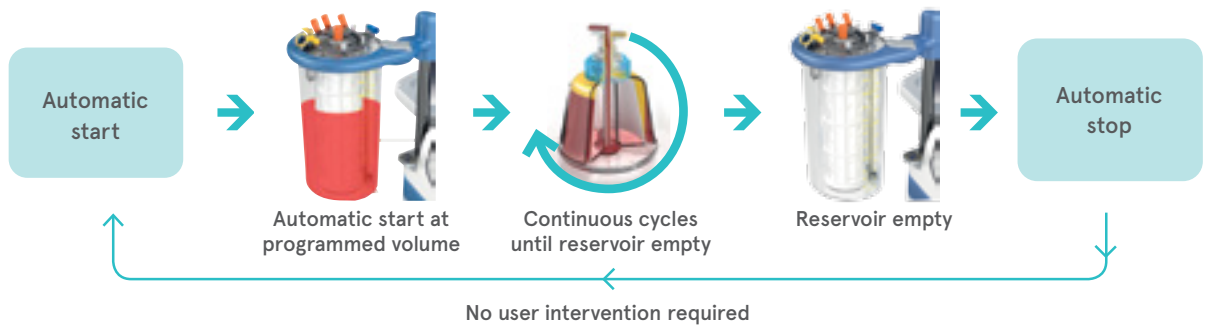 Automatic
start
Automatic start at
programmed volume
Continuous cycles
until reservoir empty
Reservoir empty
Automatic
stop
No user intervention required